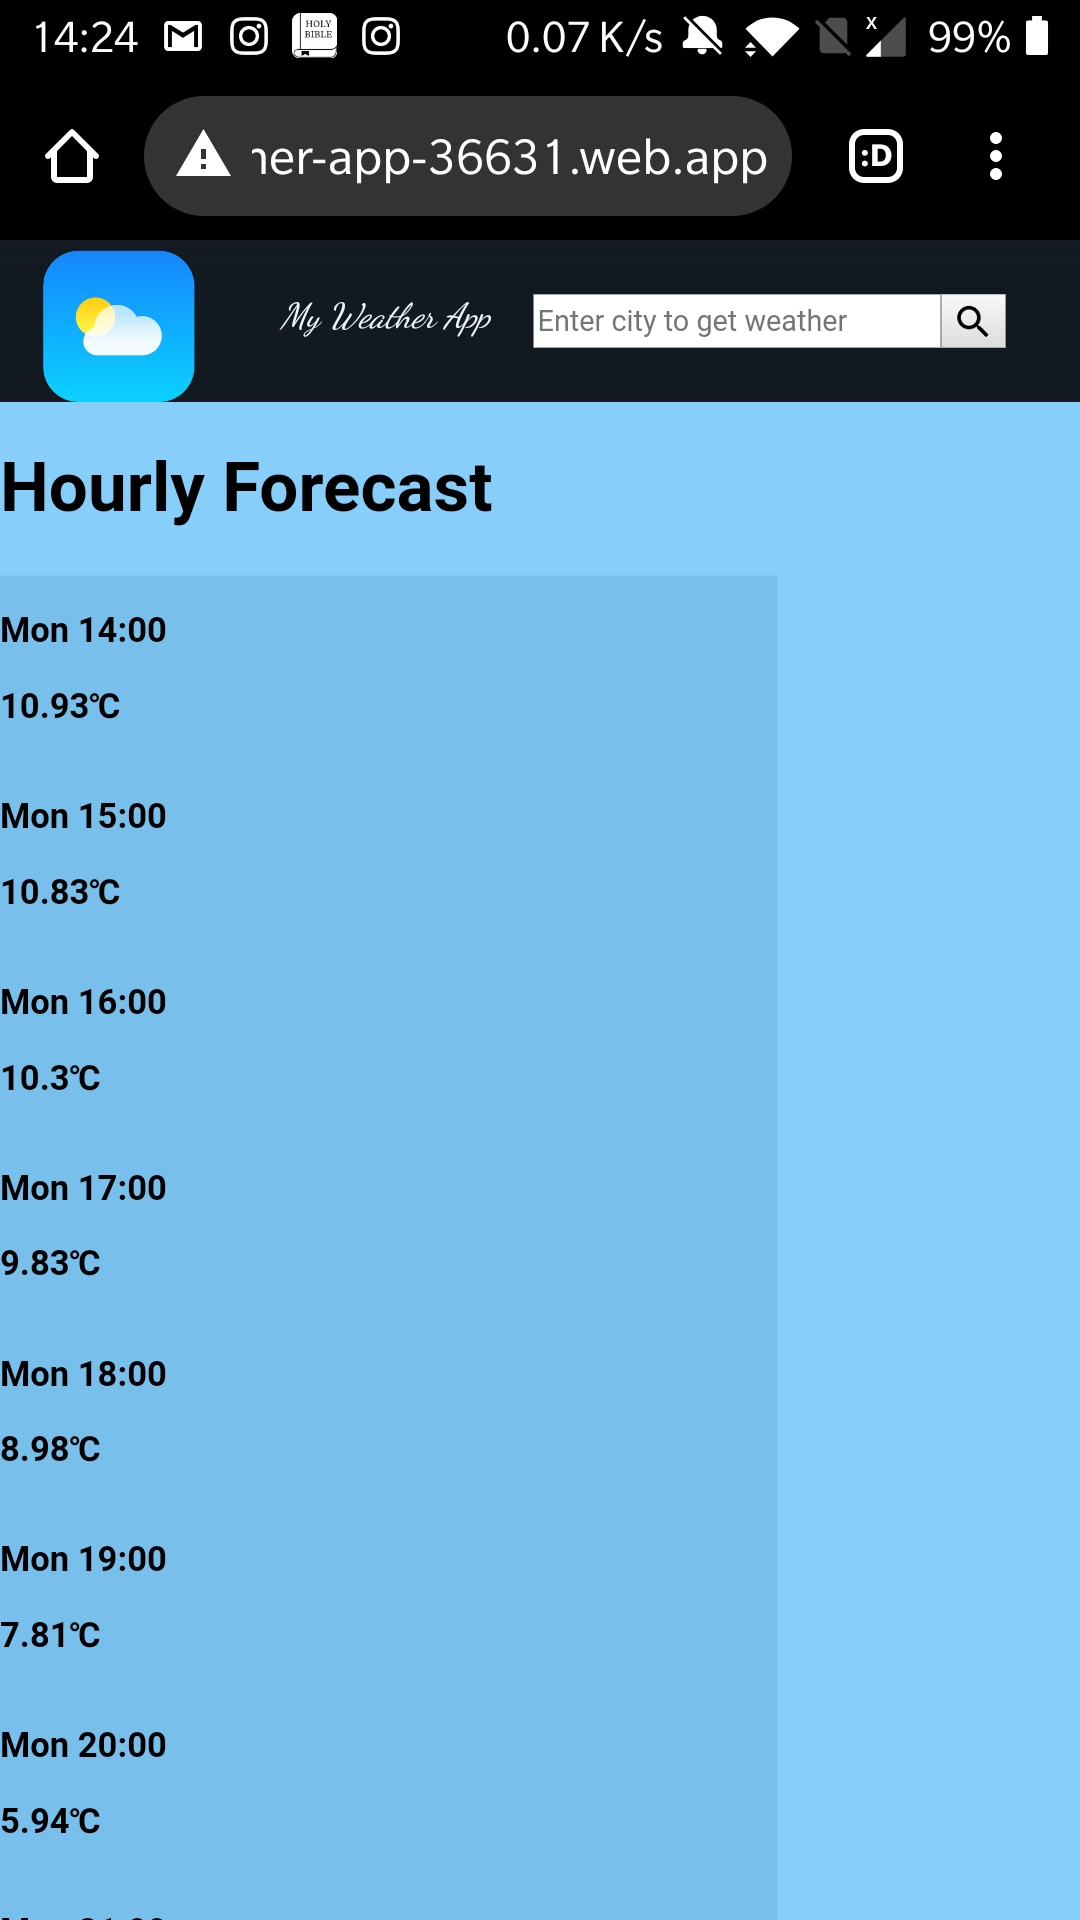 14:24 HOLY BIBLE 0.07 K/s x 99%
ner-app-36631.web.app :D
My Weather App Enter city to get weather
Hourly Forecast
Mon 14:00
10.93℃
Mon 15:00
10.83℃
Mon 16:00
10.3℃
Mon 17:00
9.83℃
Mon 18:00
8.98℃
Mon 19:00
7.81℃
Mon 20:00
5.94℃